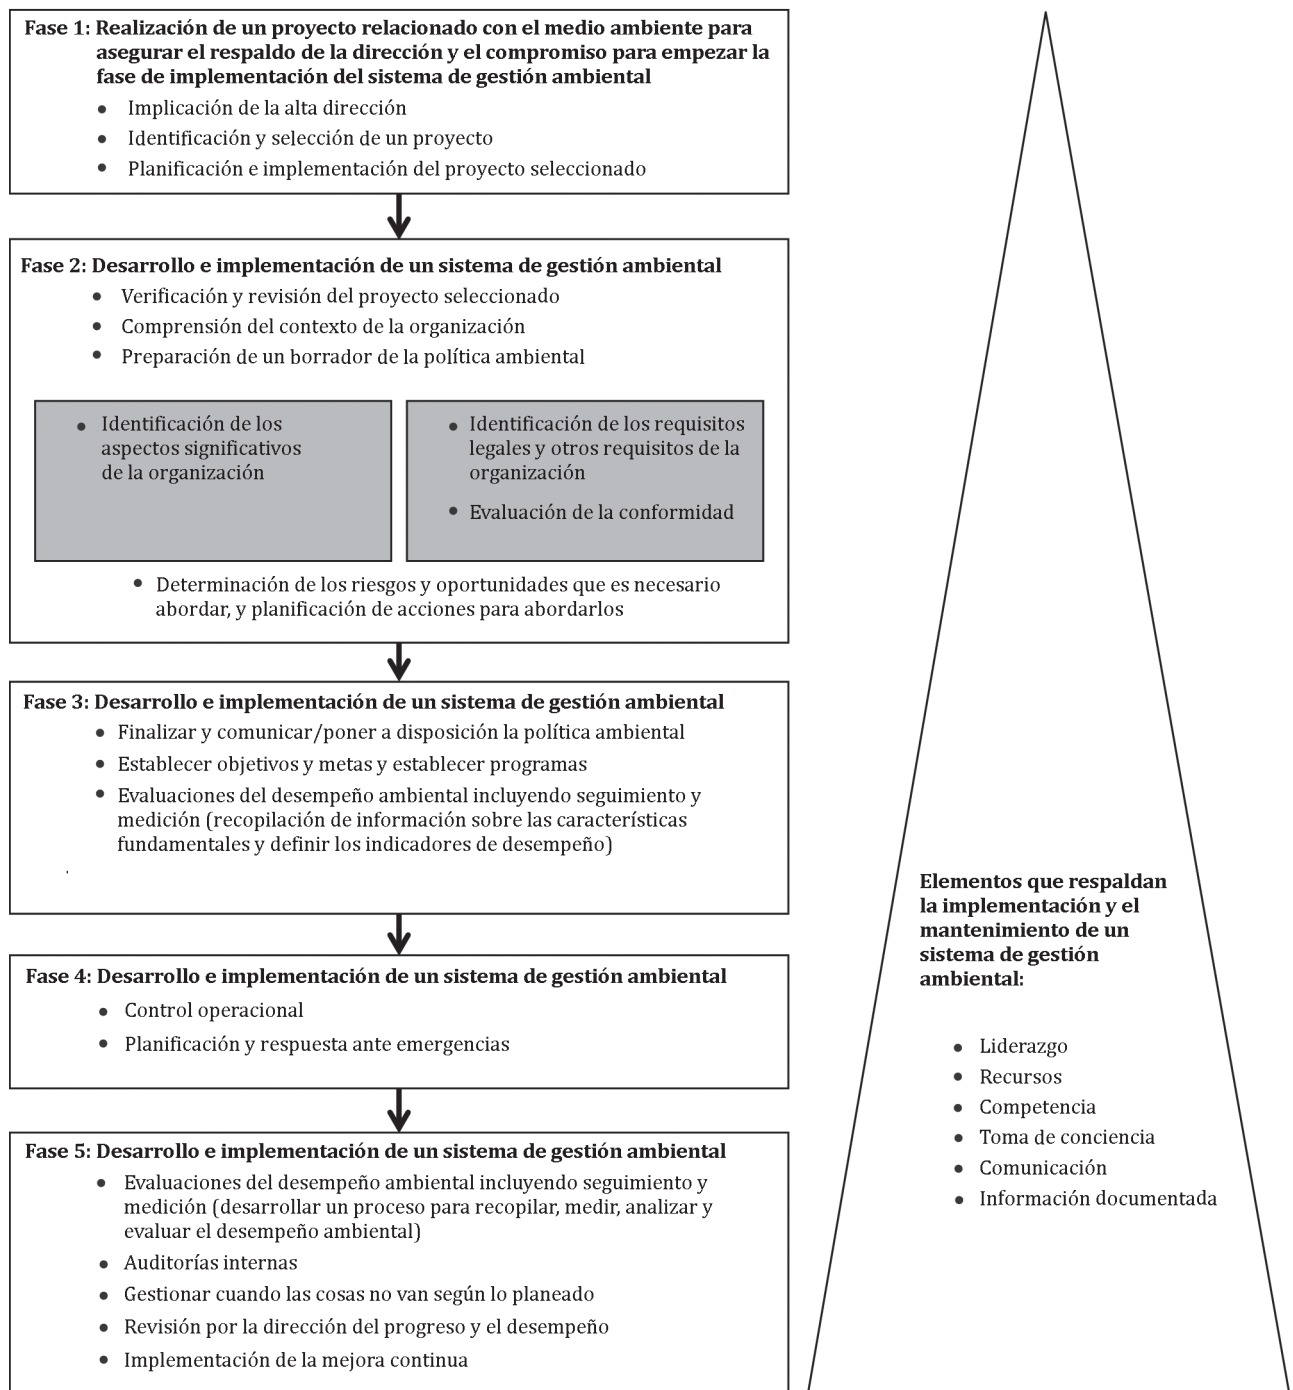 Fase 1: Realización de un proyecto relacionado con el medio ambiente para
asegurar el respaldo de la dirección y el compromiso para empezar la
fase de implementación del sistema de gestión ambiental
• Implicación de la alta dirección
• Identificación y selección de un proyecto
• Planificación e implementación del proyecto seleccionado
Fase 2: Desarrollo e implementación de un sistema de gestión ambiental
• Verificación y revisión del proyecto seleccionado
• Comprensión del contexto de la organización
• Preparación de un borrador de la política ambiental
• Identificación de los
aspectos significativos
de la organización
• Identificación de los requisitos
legales y otros requisitos de la
organización
• Evaluación de la conformidad
• Determinación de los riesgos y oportunidades que es necesario
abordar, y planificación de acciones para abordarlos
Fase 3: Desarrollo e implementación de un sistema de gestión ambiental
• Finalizar y comunicar/poner a disposición la política ambiental
• Establecer objetivos y metas y establecer programas
• Evaluaciones del desempeño ambiental incluyendo seguimiento y
medición (recopilación de información sobre las características
fundamentales y definir los indicadores de desempeño)
Fase 4: Desarrollo e implementación de un sistema de gestión ambiental
• Control operacional
• Planificación y respuesta ante emergencias
Fase 5: Desarrollo e implementación de un sistema de gestión ambiental
• Evaluaciones del desempeño ambiental incluyendo seguimiento y
medición (desarrollar un proceso para recopilar, medir, analizar y
evaluar el desempeño ambiental)
• Auditorías internas
• Gestionar cuando las cosas no van según lo planeado
• Revisión por la dirección del progreso y el desempeño
• Implementación de la mejora continua
Elementos que respaldan
la implementación y el
mantenimiento de un
sistema de gestión
ambiental:
• Liderazgo
• Recursos
• Competencia
• Toma de conciencia
• Comunicación
• Información documentada